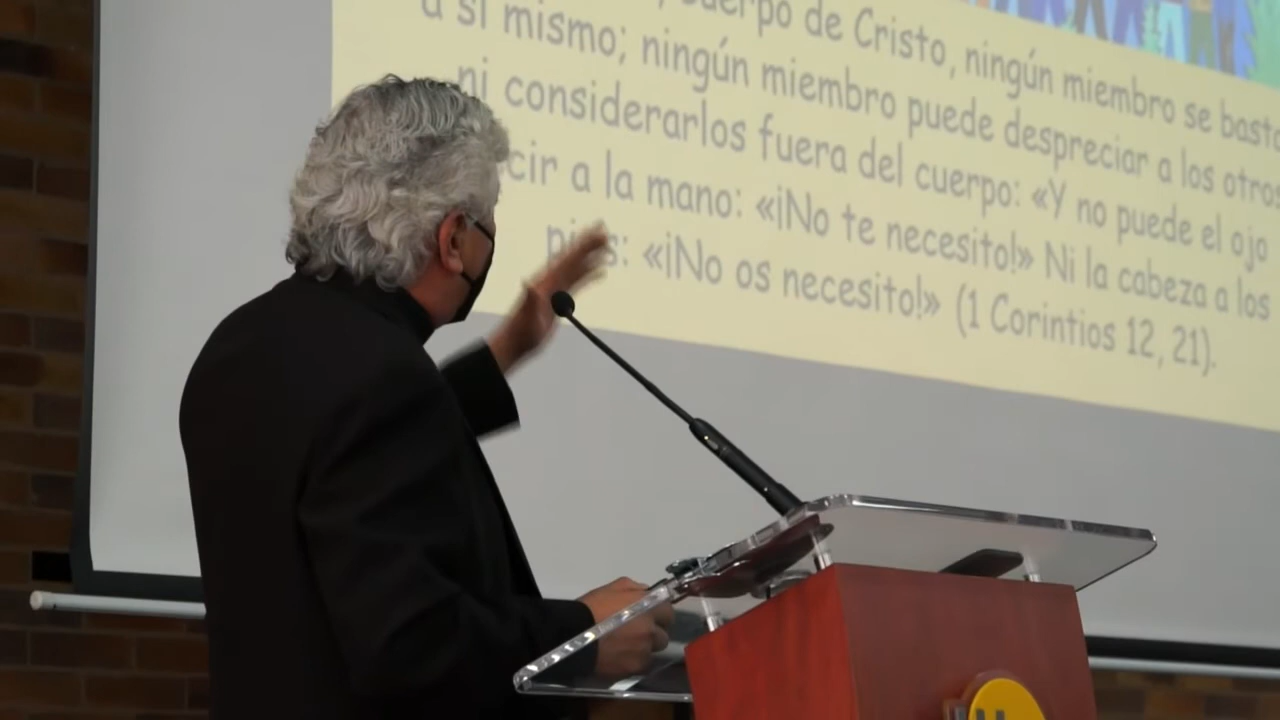 cuerpo de Cristo, ningún miembro se basta
a sí mismo; ningún miembro puede despreciar a los otros
ni considerarlos fuera del cuerpo: «Y no puede el ojo
cir a la mano: «¡No te necesito!» Ni la cabeza a los
pies: «¡No os necesito!» (1 Corintios 12, 21).